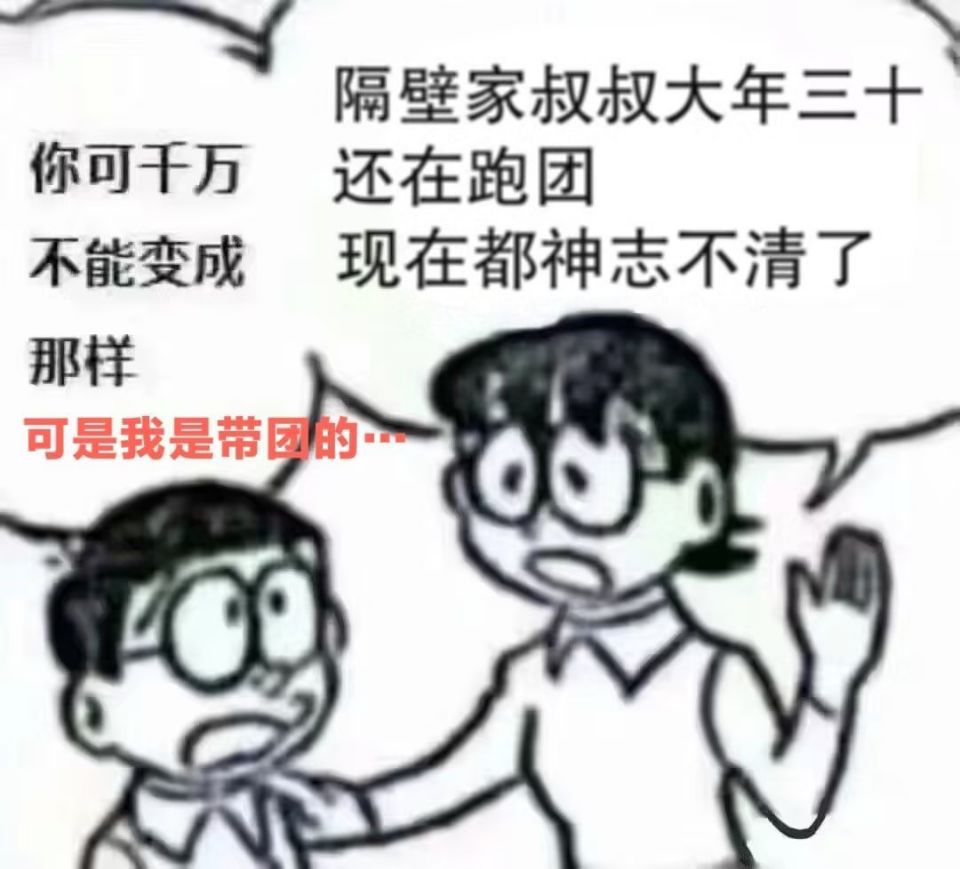 隔壁家叔叔大年三十
还在跑团
现在都神志不清了
你可千万
不能变成
那样
可是我是带团的…